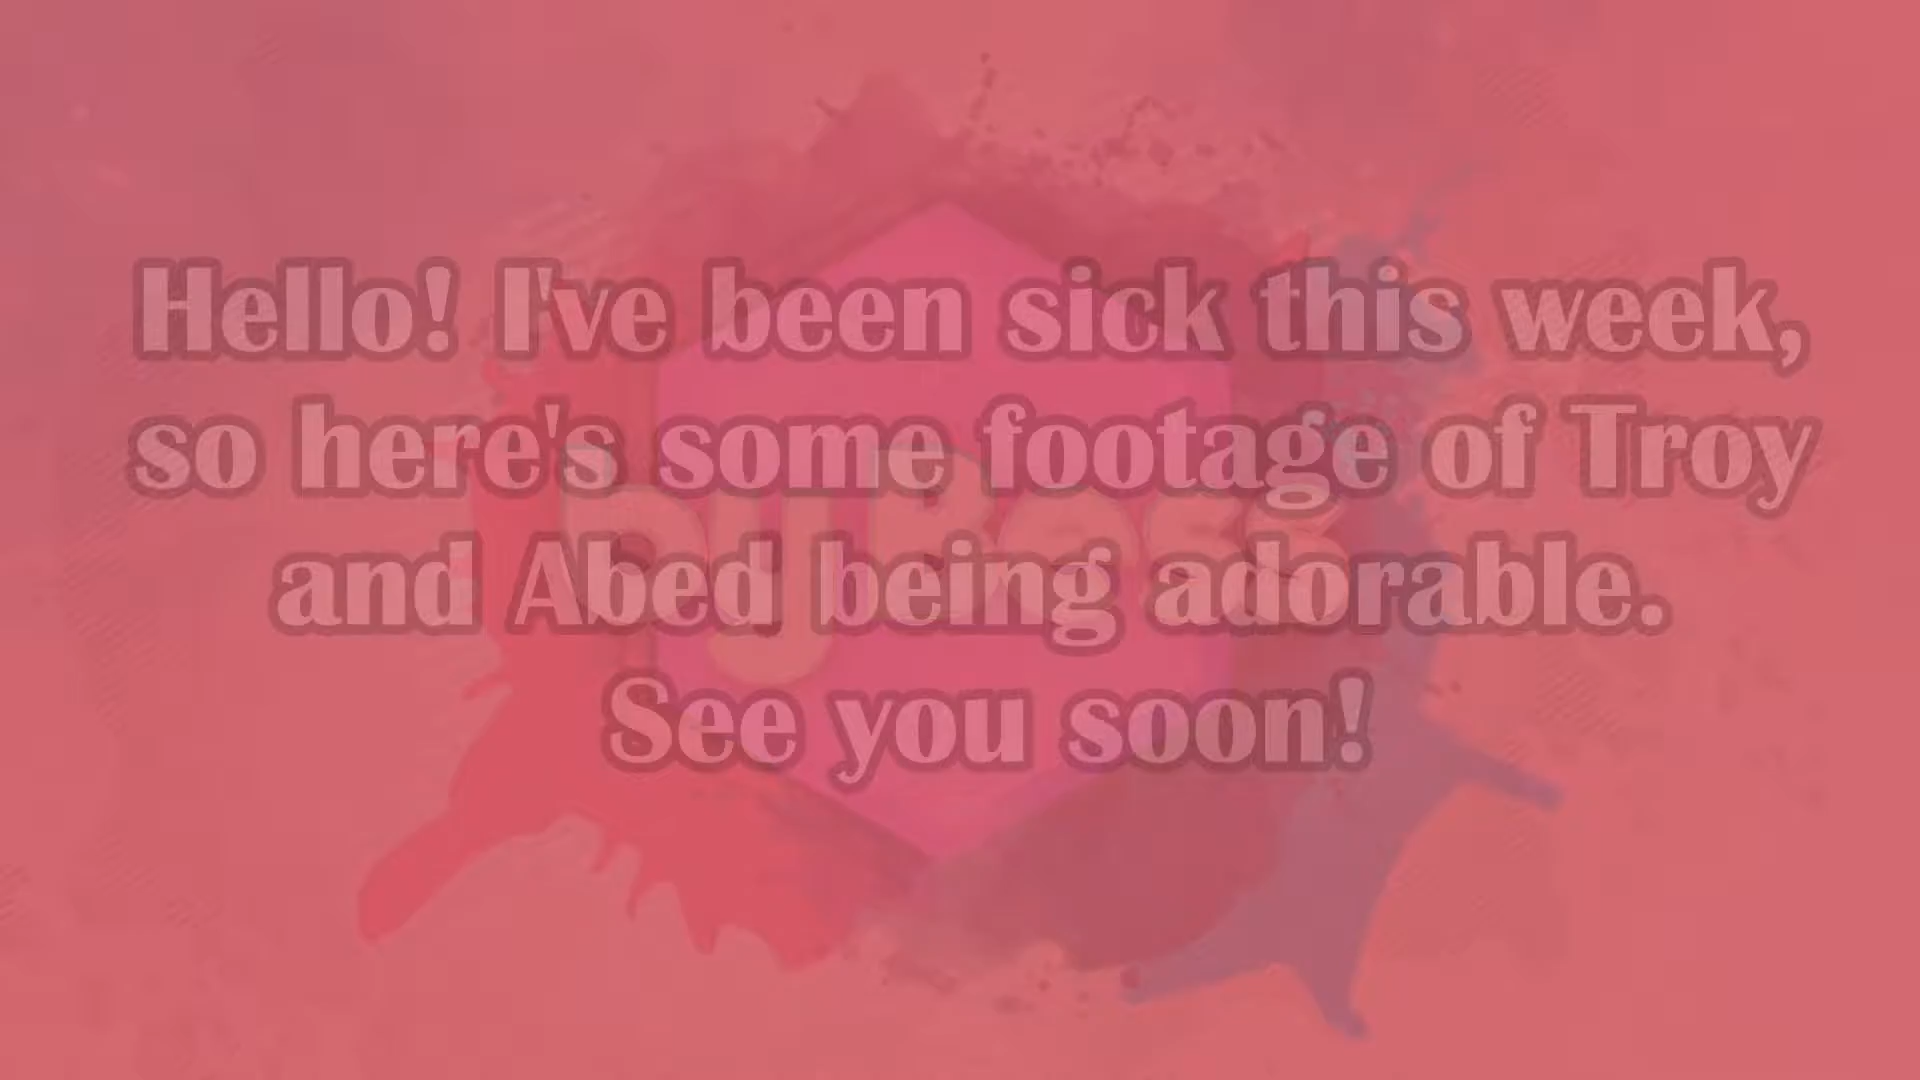 Hello! I've been sick this week,
so here's some footage of Troy
and Abed being adorable.
See you soon!